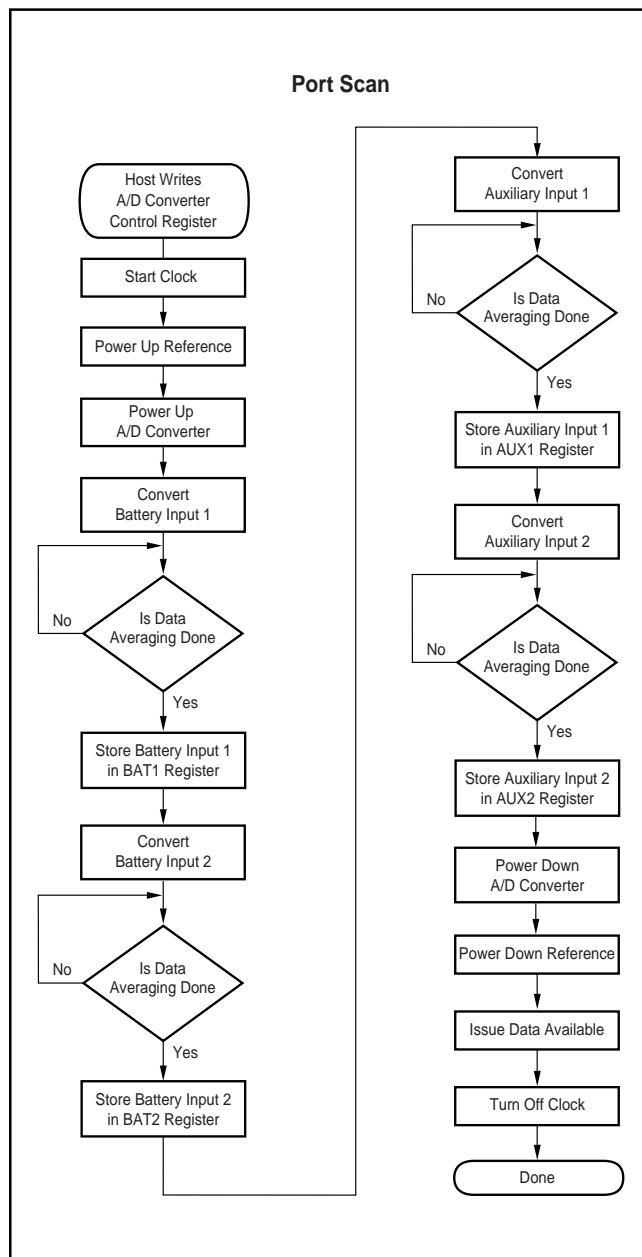 Port Scan
Host Writes
A/D Converter
Control Register
Start Clock
Power Up Reference
Power Up
A/D Converter
Convert
Battery Input 1
Is Data
Averaging Done
No
Yes
Store Battery Input 1
in BAT1 Register
Convert
Battery Input 2
Is Data
Averaging Done
No
Yes
Store Battery Input 2
in BAT2 Register
Convert
Auxiliary Input 1
Is Data
Averaging Done
No
Yes
Store Auxiliary Input 1
in AUX1 Register
Convert
Auxiliary Input 2
Is Data
Averaging Done
No
Yes
Store Auxiliary Input 2
in AUX2 Register
Power Down
A/D Converter
Power Down Reference
Issue Data Available
Turn Off Clock
Done